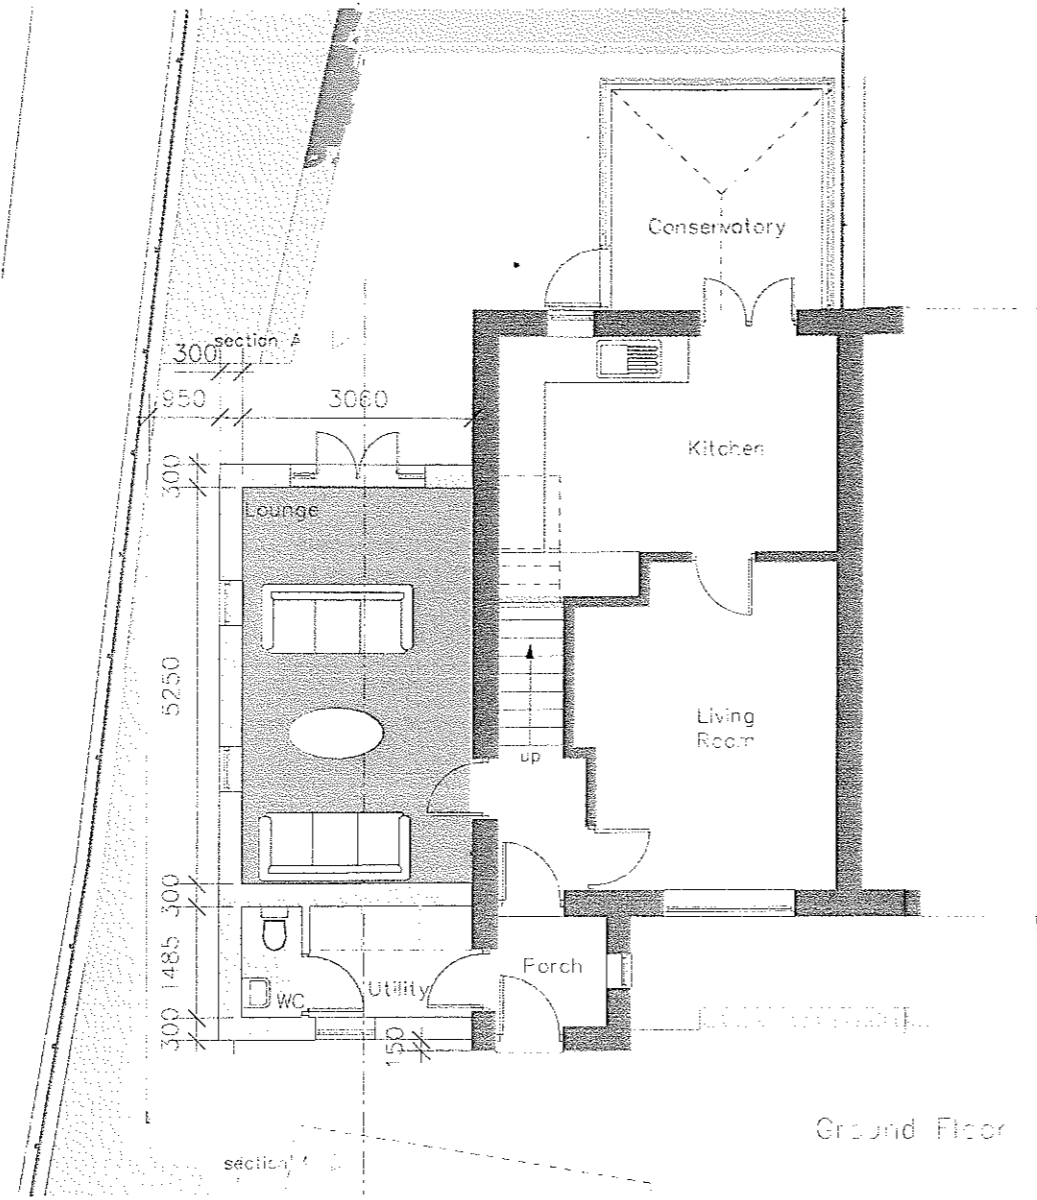 Conservatory
section A
300
950
3060
Kitchen
300
Lounge
5250
Living
Room
up
300
1485
Porch
Utility
WC
300
150
Ground Floor
section